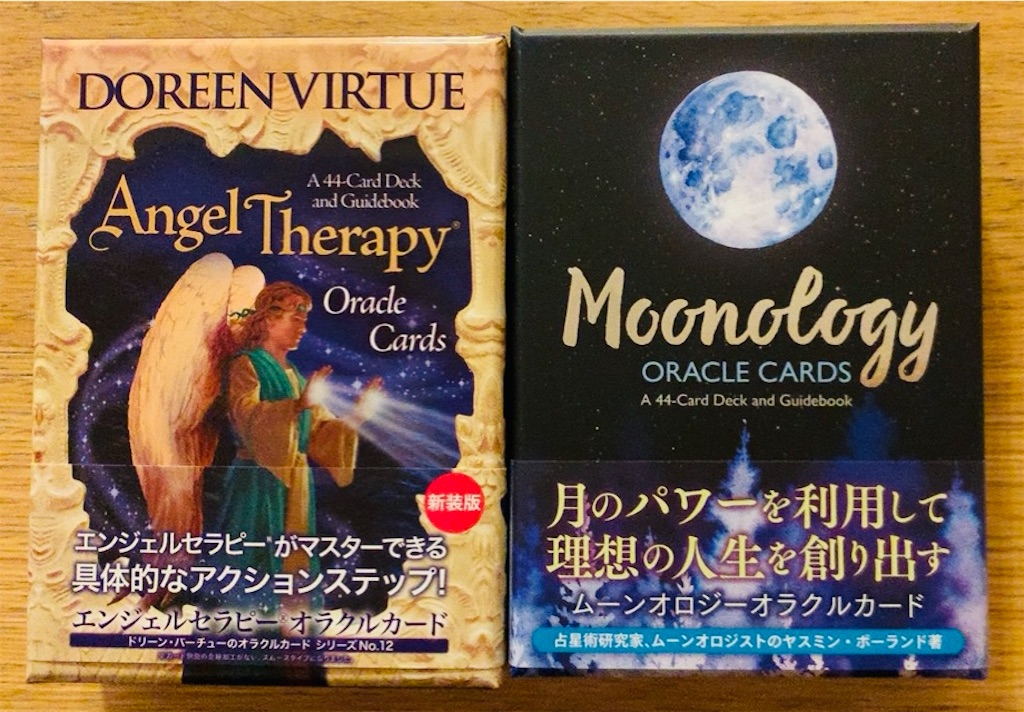 DOREEN VIRTUE
A 44-Card Deck
and Guidebook
Angel Therapy®
Oracle
Cards
新装版
エンジェルセラピー®がマスターできる
具体的なアクションステップ!
エンジェルセラピー®オラクルカード
ドリーン・バーチューのオラクルカード シリーズNo.12
Moonology
ORACLE CARDS
A 44-Card Deck and Guidebook
月のパワーを利用して
理想の人生を創り出す
ムーンオロジーオラクルカード
占星術研究家、ムーンオロジストのヤスミン・ボーランド著